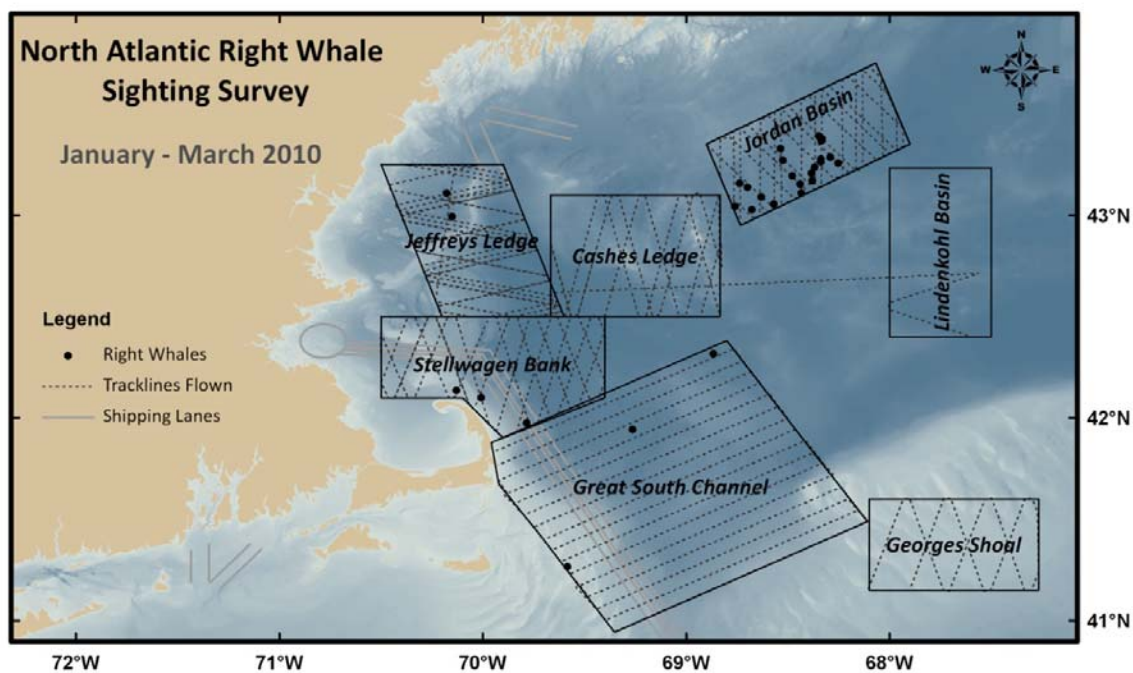 North Atlantic Right Whale
Sighting Survey
January - March 2010
N
W
E
S
Jordan Basin
Lindenkohl Basin
Jeffreys Ledge
Cashes Ledge
Stellwagen Bank
Great South Channel
Georges Shoal
Legend
Right Whales
Tracklines Flown
Shipping Lanes
43°N
42°N
41°N
72°W
71°W
70°W
69°W
68°W